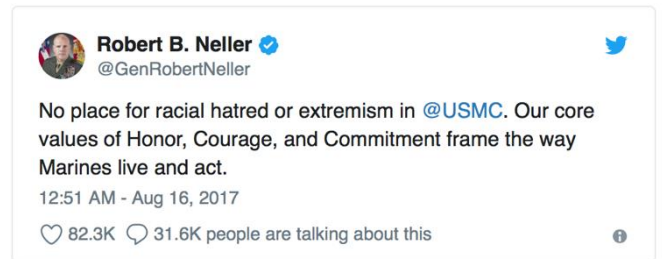 Robert B. Neller
@GenRobertNeller
No place for racial hatred or extremism in @USMC. Our core
values of Honor, Courage, and Commitment frame the way
Marines live and act.
12:51 AM - Aug 16, 2017
82.3K 31.6K people are talking about this